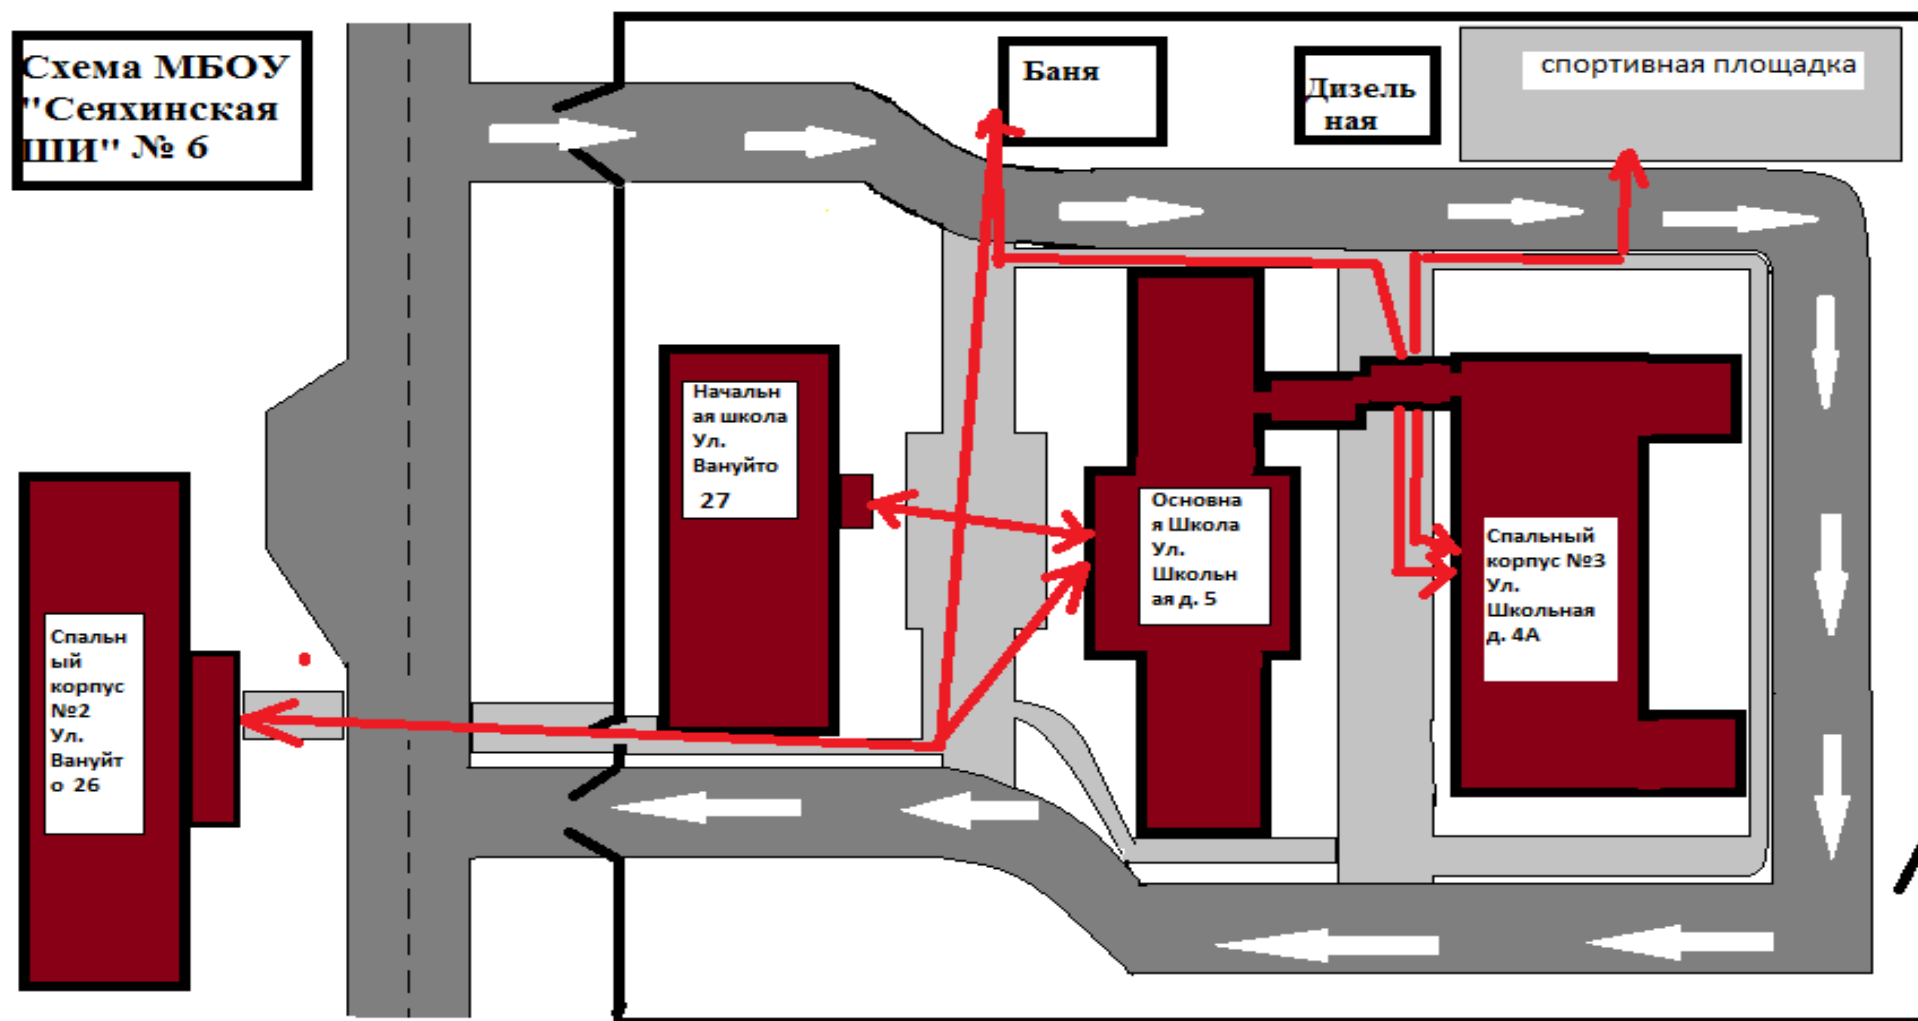 Схема МБОУ
"Сеяхинская
ШИ" № 6
Баня
Дизель
ная
спортивная площадка
Начальн
ая школа
Ул.
Вануйто
27
Основна
я Школа
Ул.
Школьн
ая д. 5
Спальный
корпус №3
Ул.
Школьная
д. 4А
Спальн
ый
корпус
№2
Ул.
Вануйт
о 26